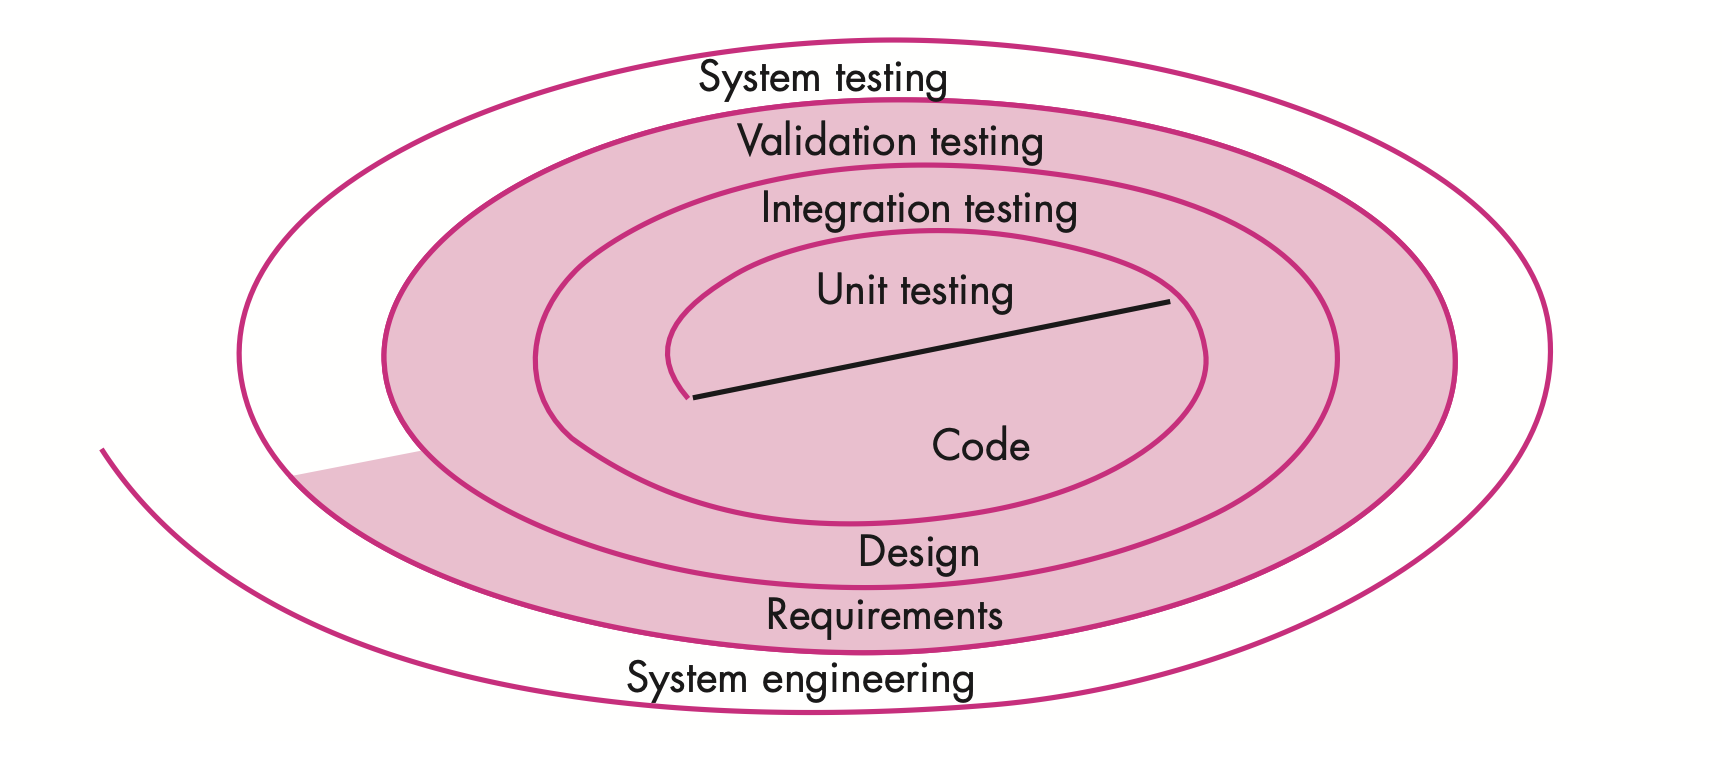 System testing
Validation testing
Integration testing
Unit testing
Code
Design
Requirements
System engineering